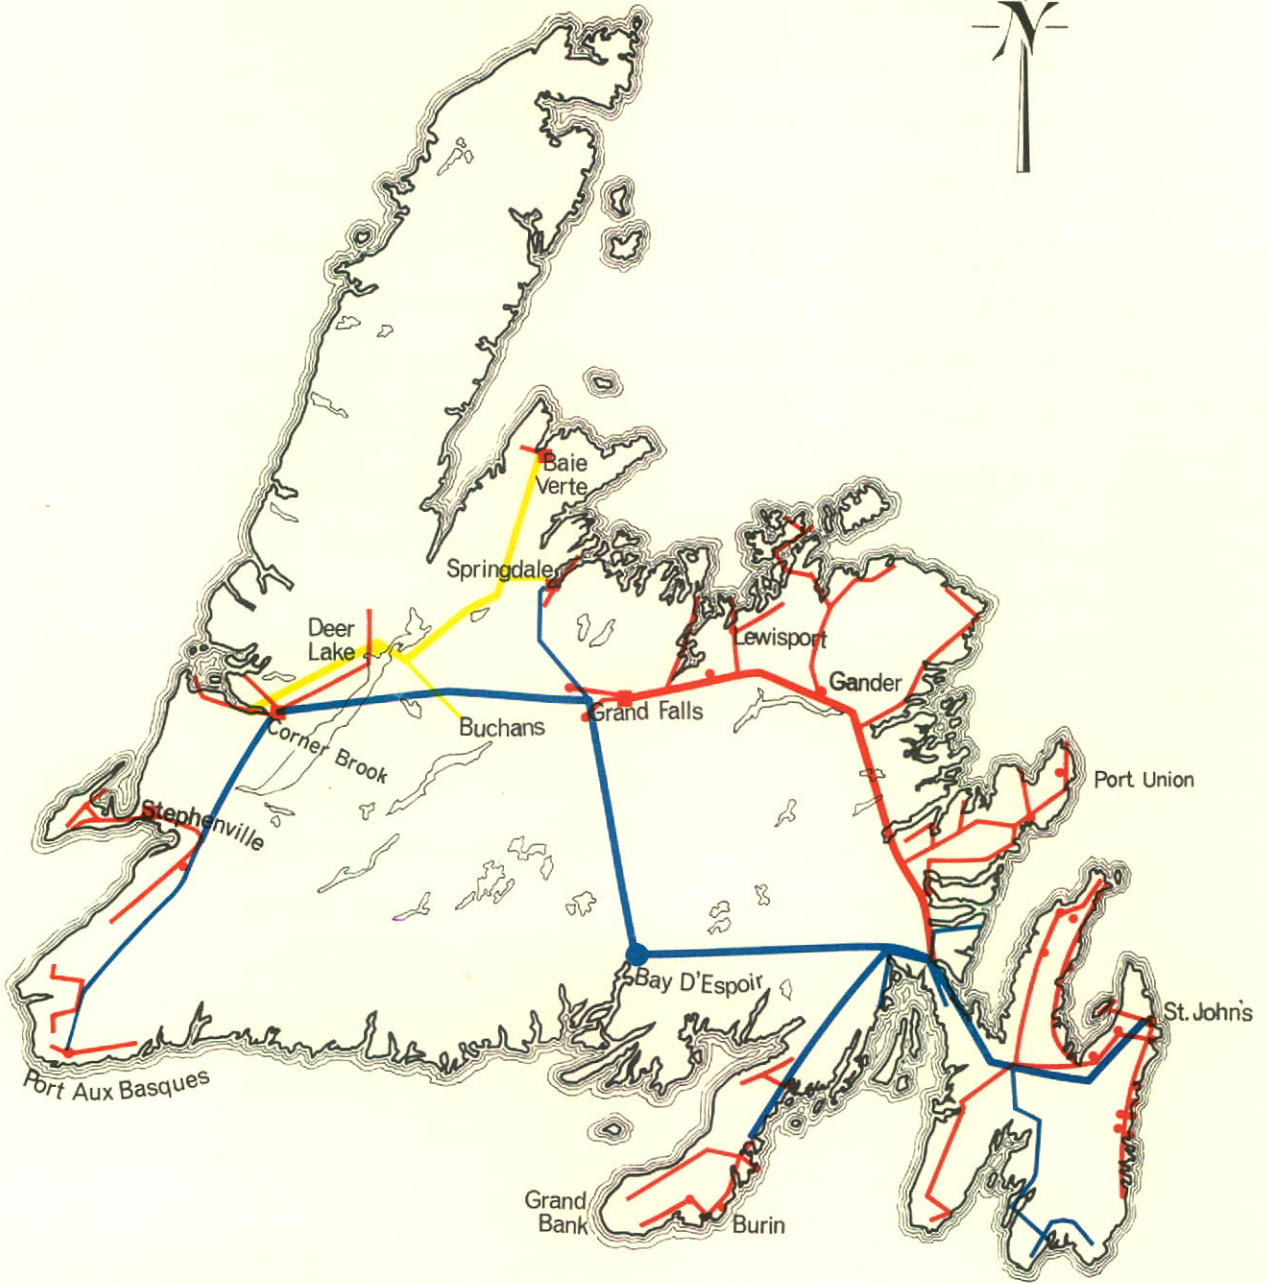 N
Baie
Verte
Springdale
Deer
Lake
Lewisport
Gander
Grand Falls
Buchans
Corner Brook
Port Union
Stephenville
Bay D'Espoir
St. John's
Port Aux Basques
Grand
Bank
Burin